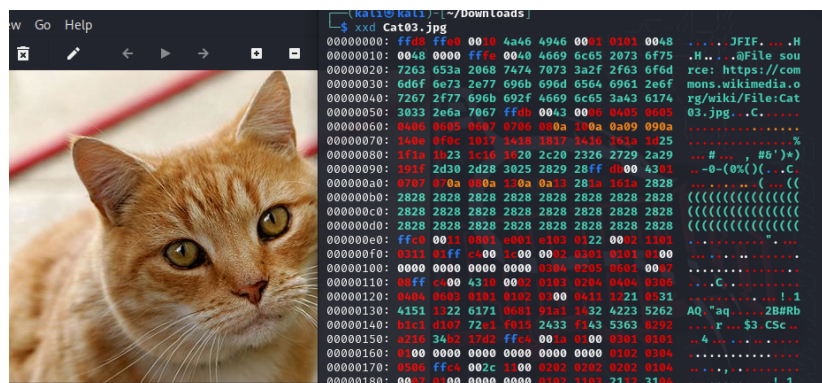 ew Go Help
(kali㉿kali)-[~/Downloads]
$ xxd Cat03.jpg
00000000: ffd8 ffe0 0010 4a46 4946 0001 0101 0048 ......JFIF.....H
00000010: 0048 0000 fffe 0040 4669 6c65 2073 6f75 .H.....@File sou
00000020: 7263 653a 2068 7474 7073 3a2f 2f63 6f6d rce: https://com
00000030: 6d6f 6e73 2e77 696b 696d 6564 6961 2e6f mons.wikimedia.o
00000040: 7267 2f77 696b 692f 4669 6c65 3a43 6174 rg/wiki/File:Cat
00000050: 3033 2e6a 7067 ffdb 0043 0006 0405 0605 03.jpg...C......
00000060: 0406 0605 0607 0706 080a 100a 0a09 090a ................
00000070: 140e 0f0c 1017 1418 1817 1416 161a 1d25 ...............%
00000080: 1f1a 1b23 1c16 1620 2c20 2326 2729 2a29 ...#... , #&')*)
00000090: 191f 2d30 2d28 3025 2829 28ff db00 4301 ..-0-(0%()(...C.
000000a0: 0707 070a 080a 130a 0a13 281a 161a 2828 ..........(...((
000000b0: 2828 2828 2828 2828 2828 2828 2828 2828 ((((((((((((((((
000000c0: 2828 2828 2828 2828 2828 2828 2828 2828 ((((((((((((((((
000000d0: 2828 2828 2828 2828 2828 2828 2828 2828 ((((((((((((((((
000000e0: ffc0 0011 0801 e001 e103 0122 0002 1101 ..........."....
000000f0: 0311 01ff c400 1c00 0002 0301 0101 0100 ................
00000100: 0000 0000 0000 0000 0304 0205 0601 0007 ................
00000110: 08ff c400 4310 0002 0103 0204 0404 0306 ....C...........
00000120: 0404 0603 0101 0102 0300 0411 1221 0531 .............!.1
00000130: 4151 1322 6171 0681 91a1 1432 4223 5262 AQ."aq.....2B#Rb
00000140: b1c1 d107 72e1 f015 2433 f143 5363 8292 ....r...$3.CSc..
00000150: a216 34b2 17d2 ffc4 001a 0100 0301 0101 ..4.............
00000160: 0100 0000 0000 0000 0000 0000 0102 0304 ................
00000170: 0506 ffc4 002c 1100 0202 0202 0202 0104 .....,..........
00000180: